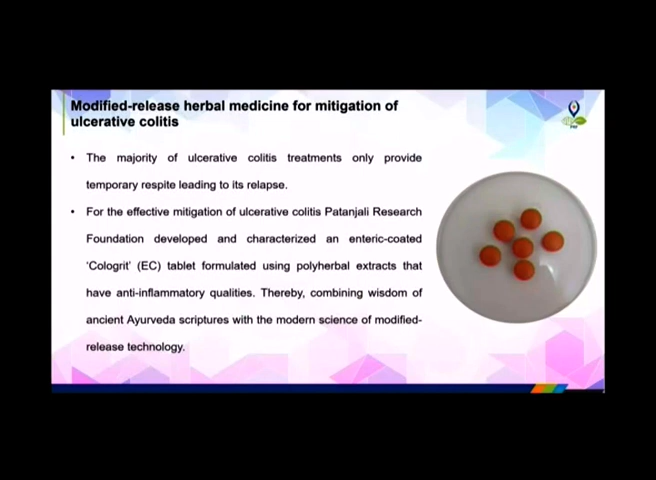 Modified-release herbal medicine for mitigation of
ulcerative colitis
• The majority of ulcerative colitis treatments only provide
temporary respite leading to its relapse.
• For the effective mitigation of ulcerative colitis Patanjali Research
Foundation developed and characterized an enteric-coated
‘Cologrit’ (EC) tablet formulated using polyherbal extracts that
have anti-inflammatory qualities. Thereby, combining wisdom of
ancient Ayurveda scriptures with the modern science of modified-
release technology.